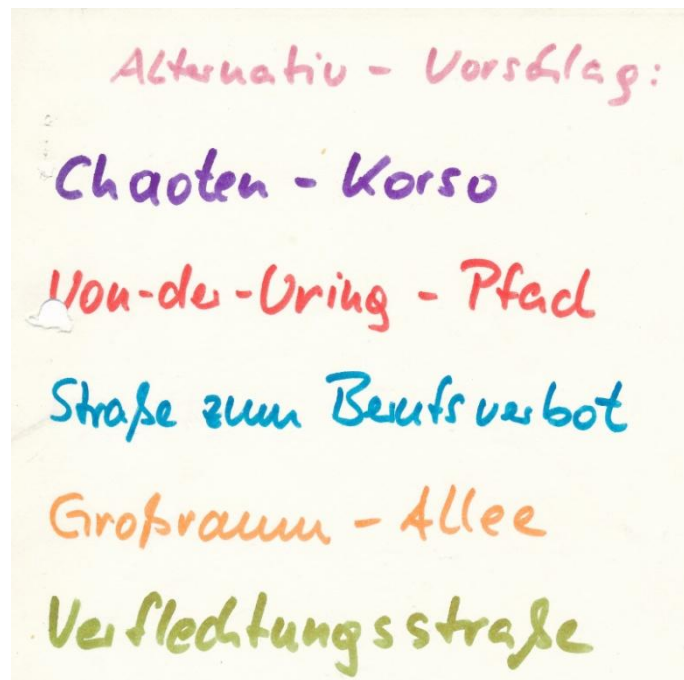 Alternativ - Vorschlag:
Chaoten - Korso
Von-der-Vring - Pfad
Straße zum Berufsverbot
Großraum - Allee
Verflechtungsstraße